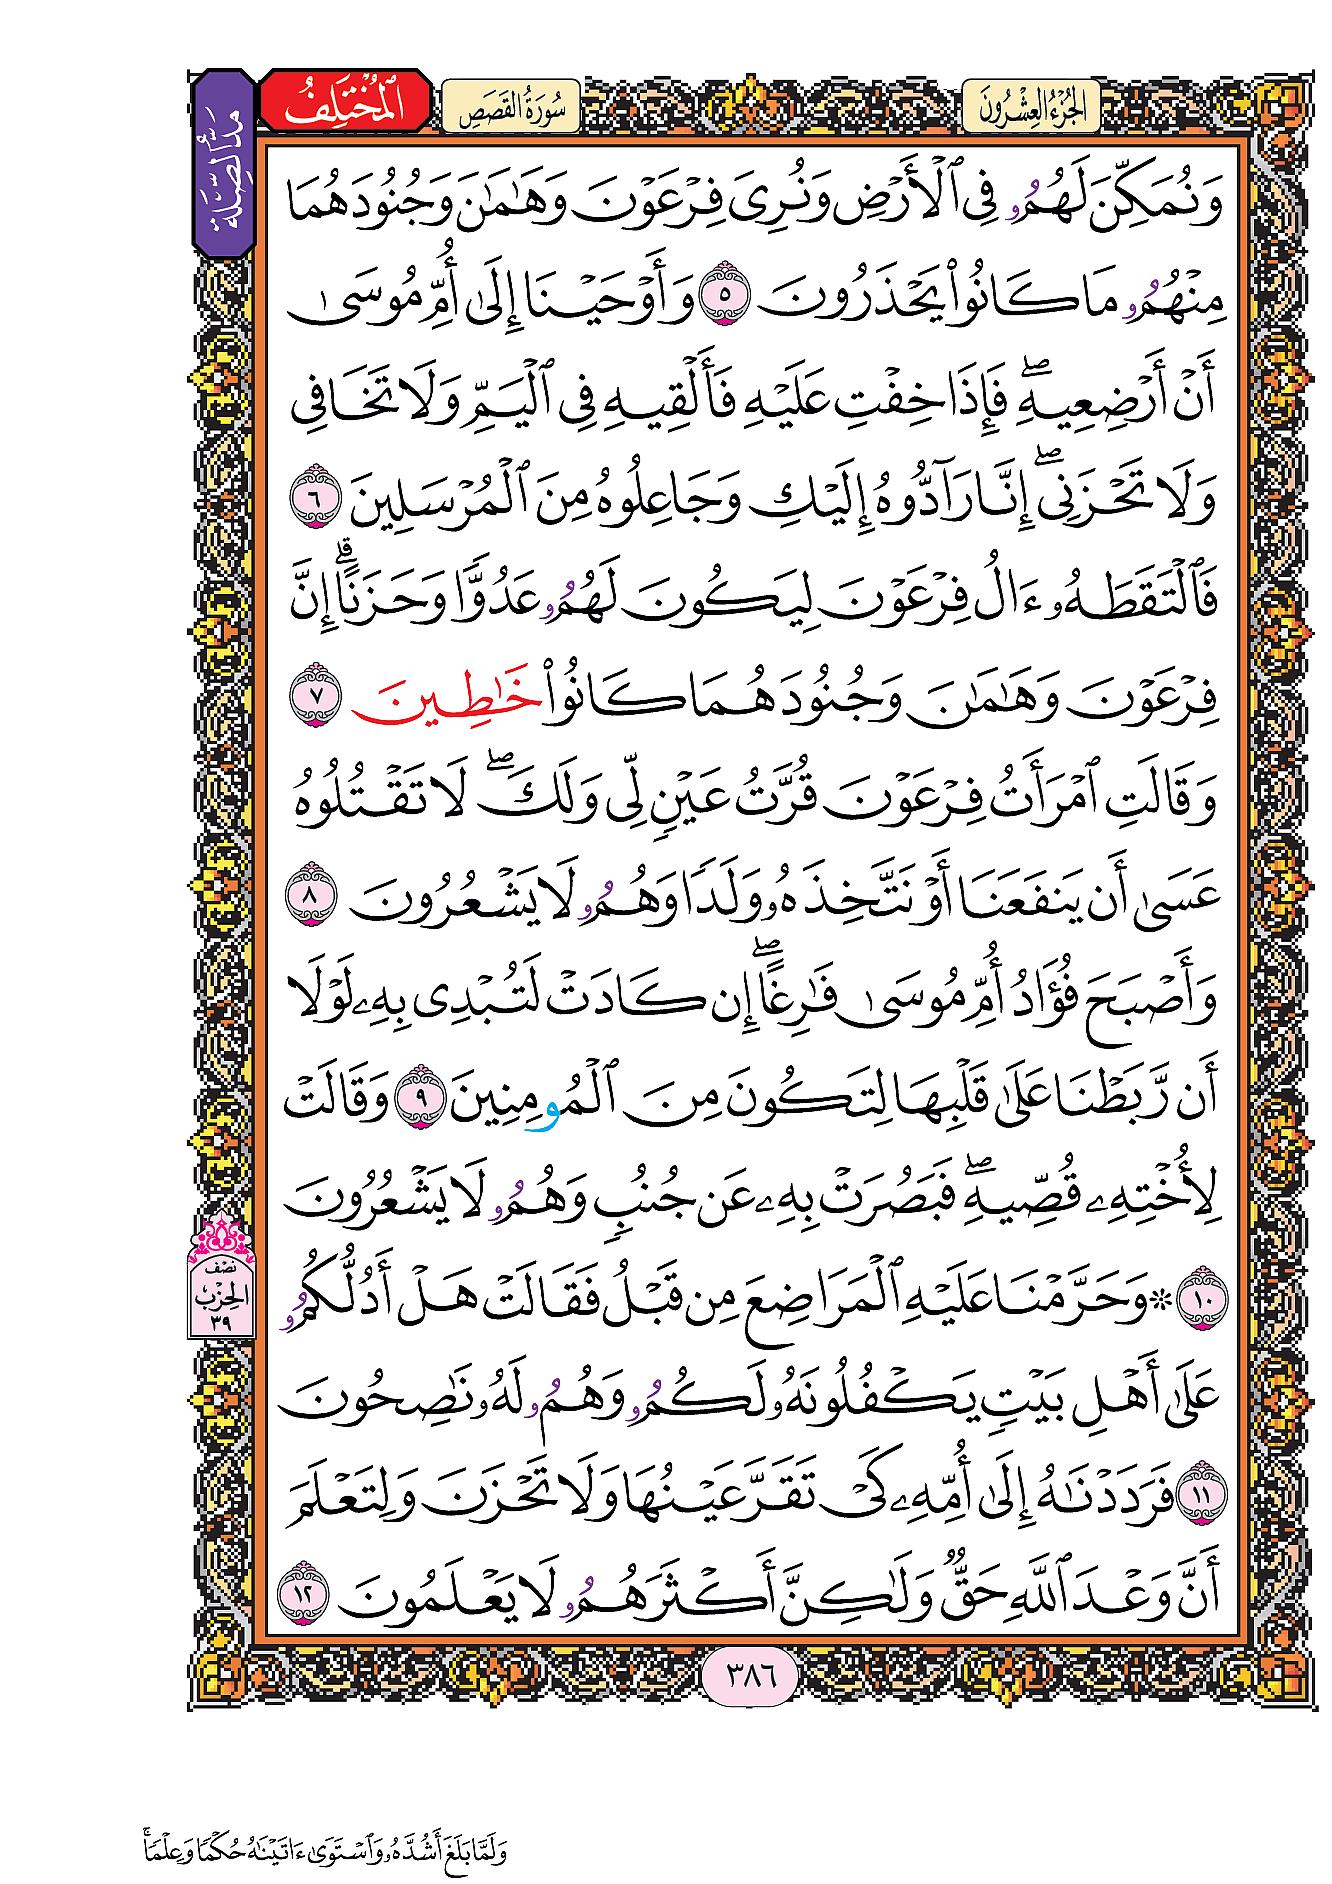 الجُزْءُ العِشْرُونَ
سُورَةُ القَصَصِ
المُخْتَلِفُ
مَدُّ الصِّلَةِ
وَنُمَكِّنَ لَهُمُۥ فِي ٱلْأَرْضِ وَنُرِيَ فِرْعَوْنَ وَهَٰمَٰنَ وَجُنُودَهُمَا
مِنْهُمُۥ مَا كَانُوا۟ يَحْذَرُونَ ٥ وَأَوْحَيْنَا إِلَىٰ أُمِّ مُوسَىٰ
أَنْ أَرْضِعِيهِۖ فَإِذَا خِفْتِ عَلَيْهِ فَأَلْقِيهِ فِي ٱلْيَمِّ وَلَا تَخَافِي
وَلَا تَحْزَنِيۖ إِنَّا رَآدُّوهُ إِلَيْكِ وَجَاعِلُوهُ مِنَ ٱلْمُرْسَلِينَ ٦
فَٱلْتَقَطَهُۥ ءَالُ فِرْعَوْنَ لِيَكُونَ لَهُمُۥ عَدُوًّا وَحَزَنًاۗ إِنَّ
فِرْعَوْنَ وَهَٰمَٰنَ وَجُنُودَهُمَا كَانُوا۟ خَٰطِينَ ٧
وَقَالَتِ ٱمْرَأَتُ فِرْعَوْنَ قُرَّتُ عَيْنٍ لِّي وَلَكَۖ لَا تَقْتُلُوهُ
عَسَىٰ أَن يَنفَعَنَا أَوْ نَتَّخِذَهُۥ وَلَدًا وَهُمُۥ لَا يَشْعُرُونَ ٨
وَأَصْبَحَ فُؤَادُ أُمِّ مُوسَىٰ فَٰرِغًاۖ إِن كَادَتْ لَتُبْدِي بِهِۦ لَوْلَا
أَن رَّبَطْنَا عَلَىٰ قَلْبِهَا لِتَكُونَ مِنَ ٱلْمُومِنِينَ ٩ وَقَالَتْ
لِأُخْتِهِۦ قُصِّيهِۖ فَبَصُرَتْ بِهِۦ عَن جُنُبٍ وَهُمُۥ لَا يَشْعُرُونَ
١٠ ۞ وَحَرَّمْنَا عَلَيْهِ ٱلْمَرَاضِعَ مِن قَبْلُ فَقَالَتْ هَلْ أَدُلُّكُمُۥ
عَلَىٰ أَهْلِ بَيْتٍ يَكْفُلُونَهُۥ لَكُمُۥ وَهُمُۥ لَهُۥ نَٰصِحُونَ
١١ فَرَدَدْنَٰهُ إِلَىٰ أُمِّهِۦ كَيْ تَقَرَّ عَيْنُهَا وَلَا تَحْزَنَ وَلِتَعْلَمَ
أَنَّ وَعْدَ ٱللَّهِ حَقٌّ وَلَٰكِنَّ أَكْثَرَهُمُۥ لَا يَعْلَمُونَ ١٢
نصف
الحزب
٣٩
٣٨٦
وَلَمَّا بَلَغَ أَشُدَّهُۥ وَٱسْتَوَىٰ ءَاتَيْنَٰهُ حُكْمًا وَعِلْمًاۚ